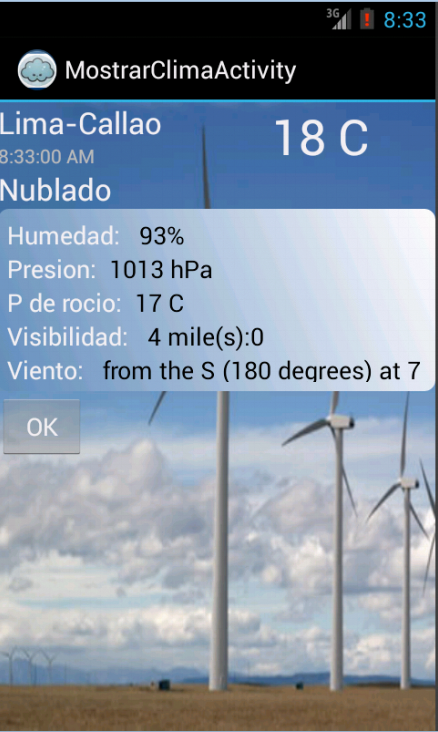 3G 8:33
MostrarClimaActivity
Lima-Callao 18 C
8:33:00 AM
Nublado
Humedad: 93%
Presion: 1013 hPa
P de rocio: 17 C
Visibilidad: 4 mile(s):0
Viento: from the S (180 degrees) at 7
OK